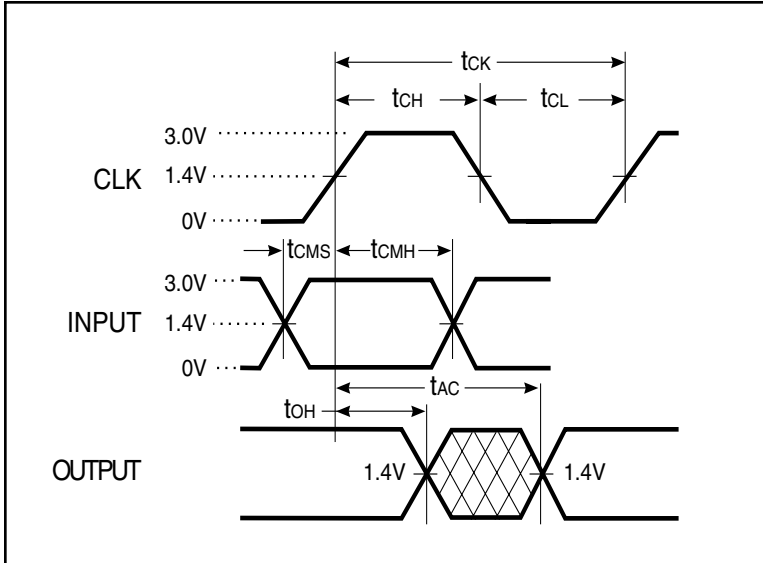 tCK
tCH tCL
3.0V
CLK 1.4V
0V
tCMS tCMH
3.0V
INPUT 1.4V
0V
tAC
tOH
OUTPUT 1.4V 1.4V